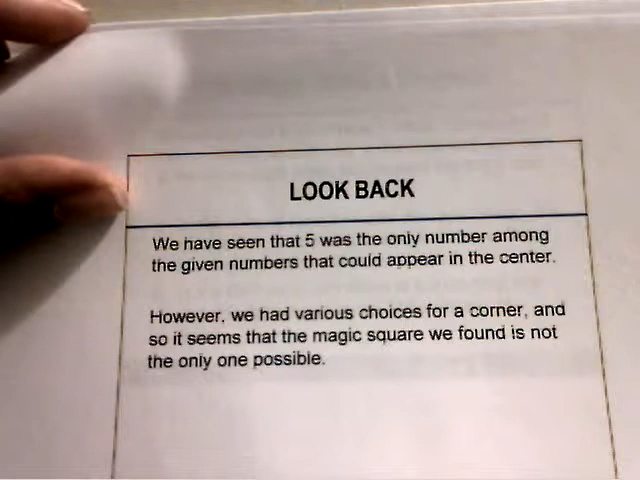 LOOK BACK
We have seen that 5 was the only number among
the given numbers that could appear in the center.
However, we had various choices for a corner, and
so it seems that the magic square we found is not
the only one possible.